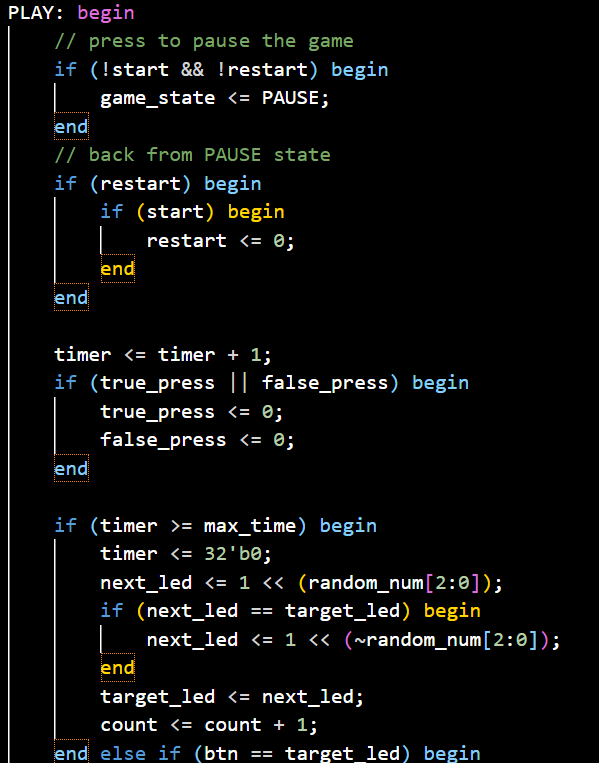 PLAY: begin
// press to pause the game
if (!start && !restart) begin
game_state <= PAUSE;
end
// back from PAUSE state
if (restart) begin
if (start) begin
restart <= 0;
end
end
timer <= timer + 1;
if (true_press || false_press) begin
true_press <= 0;
false_press <= 0;
end
if (timer >= max_time) begin
timer <= 32'b0;
next_led <= 1 << (random_num[2:0]);
if (next_led == target_led) begin
next_led <= 1 << (~random_num[2:0]);
end
target_led <= next_led;
count <= count + 1;
end else if (btn == target_led) begin